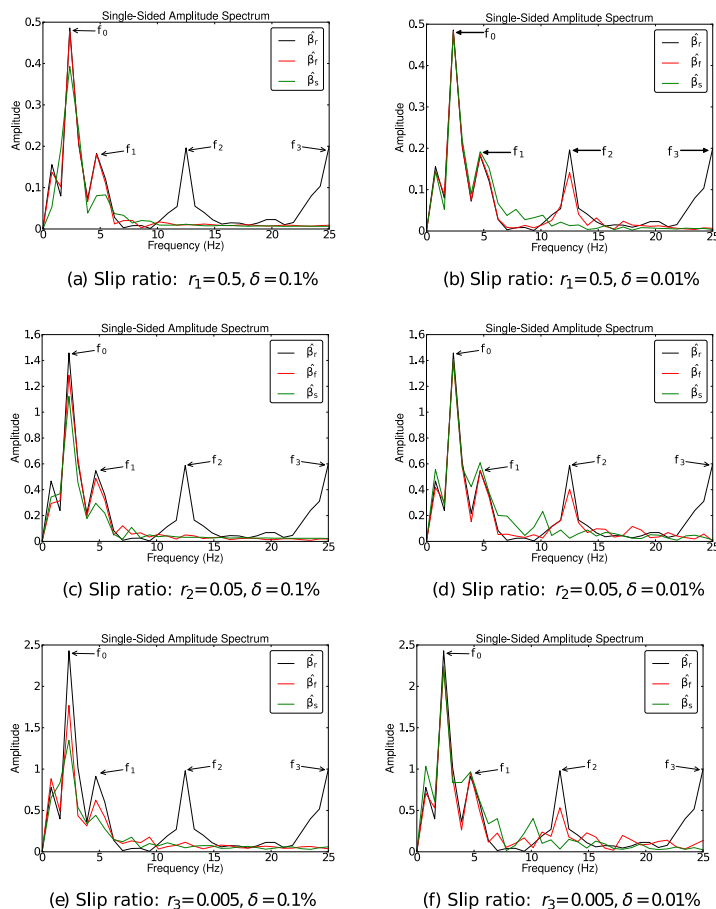 Single-Sided Amplitude Spectrum
0.5
0.4
0.3
0.2
0.1
0
Amplitude
f0
f1
f2
f3
β̂r
β̂f
β̂s
0 5 10 15 20 25
Frequency (Hz)
(a) Slip ratio: r1=0.5, δ=0.1%
Single-Sided Amplitude Spectrum
0.5
0.4
0.3
0.2
0.1
0.0
Amplitude
f0
f1
f2
f3
β̂r
β̂f
β̂s
0 5 10 15 20 25
Frequency (Hz)
(b) Slip ratio: r1=0.5, δ=0.01%
Single-Sided Amplitude Spectrum
1.6
1.4
1.2
1
0.8
0.6
0.4
0.2
0
Amplitude
f0
f1
f2
f3
β̂r
β̂f
β̂s
0 5 10 15 20 25
Frequency (Hz)
(c) Slip ratio: r2=0.05, δ=0.1%
Single-Sided Amplitude Spectrum
1.6
1.4
1.2
1
0.8
0.6
0.4
0.2
0
Amplitude
f0
f1
f2
f3
β̂r
β̂f
β̂s
0 5 10 15 20 25
Frequency (Hz)
(d) Slip ratio: r2=0.05, δ=0.01%
Single-Sided Amplitude Spectrum
2.5
2
1.5
1
0.5
0
Amplitude
f0
f1
f2
f3
β̂r
β̂f
β̂s
0 5 10 15 20 25
Frequency (Hz)
(e) Slip ratio: r3=0.005, δ=0.1%
Single-Sided Amplitude Spectrum
2.5
2
1.5
1
0.5
0
Amplitude
f0
f1
f2
f3
β̂r
β̂f
β̂s
0 5 10 15 20 25
Frequency (Hz)
(f) Slip ratio: r3=0.005, δ=0.01%